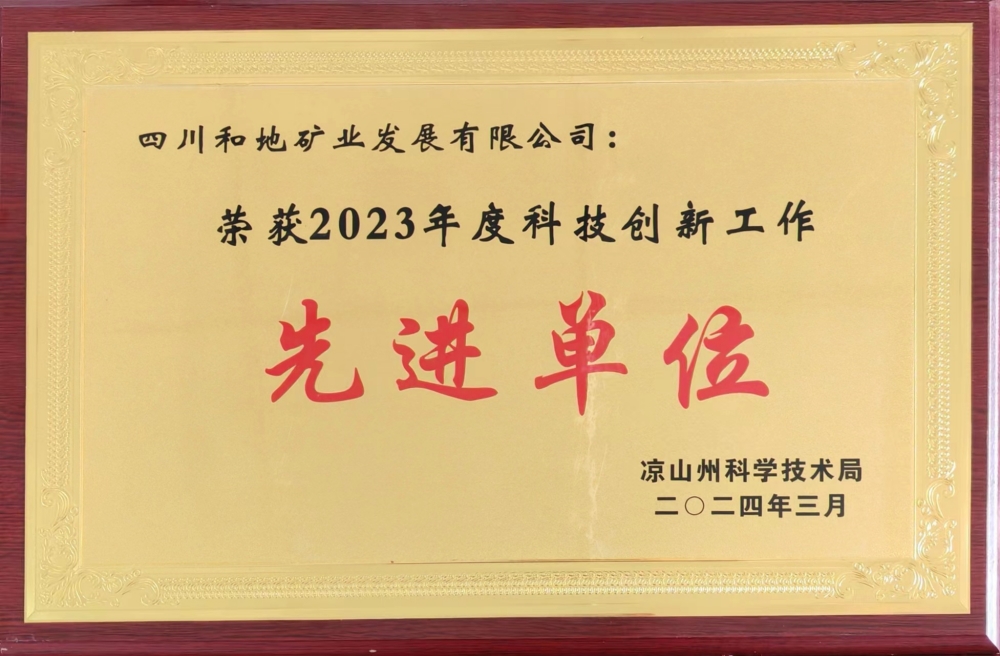 四川和地矿业发展有限公司：
荣获2023年度科技创新工作
先进单位
凉山州科学技术局
二〇二四年三月